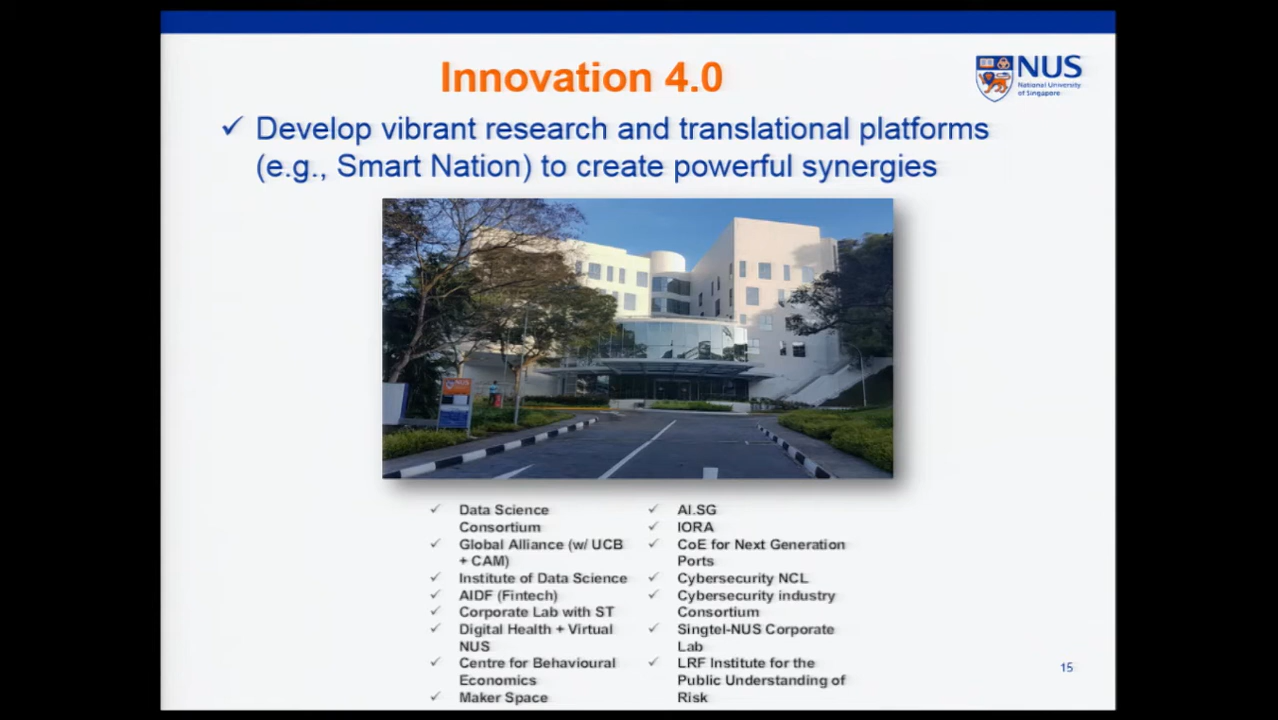 Innovation 4.0
NUS
National University
of Singapore
✓ Develop vibrant research and translational platforms
(e.g., Smart Nation) to create powerful synergies
NUS
✓ Data Science
Consortium
✓ Global Alliance (w/ UCB
+ CAM)
✓ Institute of Data Science
✓ AIDF (Fintech)
✓ Corporate Lab with ST
✓ Digital Health + Virtual
NUS
✓ Centre for Behavioural
Economics
✓ Maker Space
✓ AI.SG
✓ IORA
✓ CoE for Next Generation
Ports
✓ Cybersecurity NCL
✓ Cybersecurity industry
Consortium
✓ Singtel-NUS Corporate
Lab
✓ LRF Institute for the
Public Understanding of
Risk
15